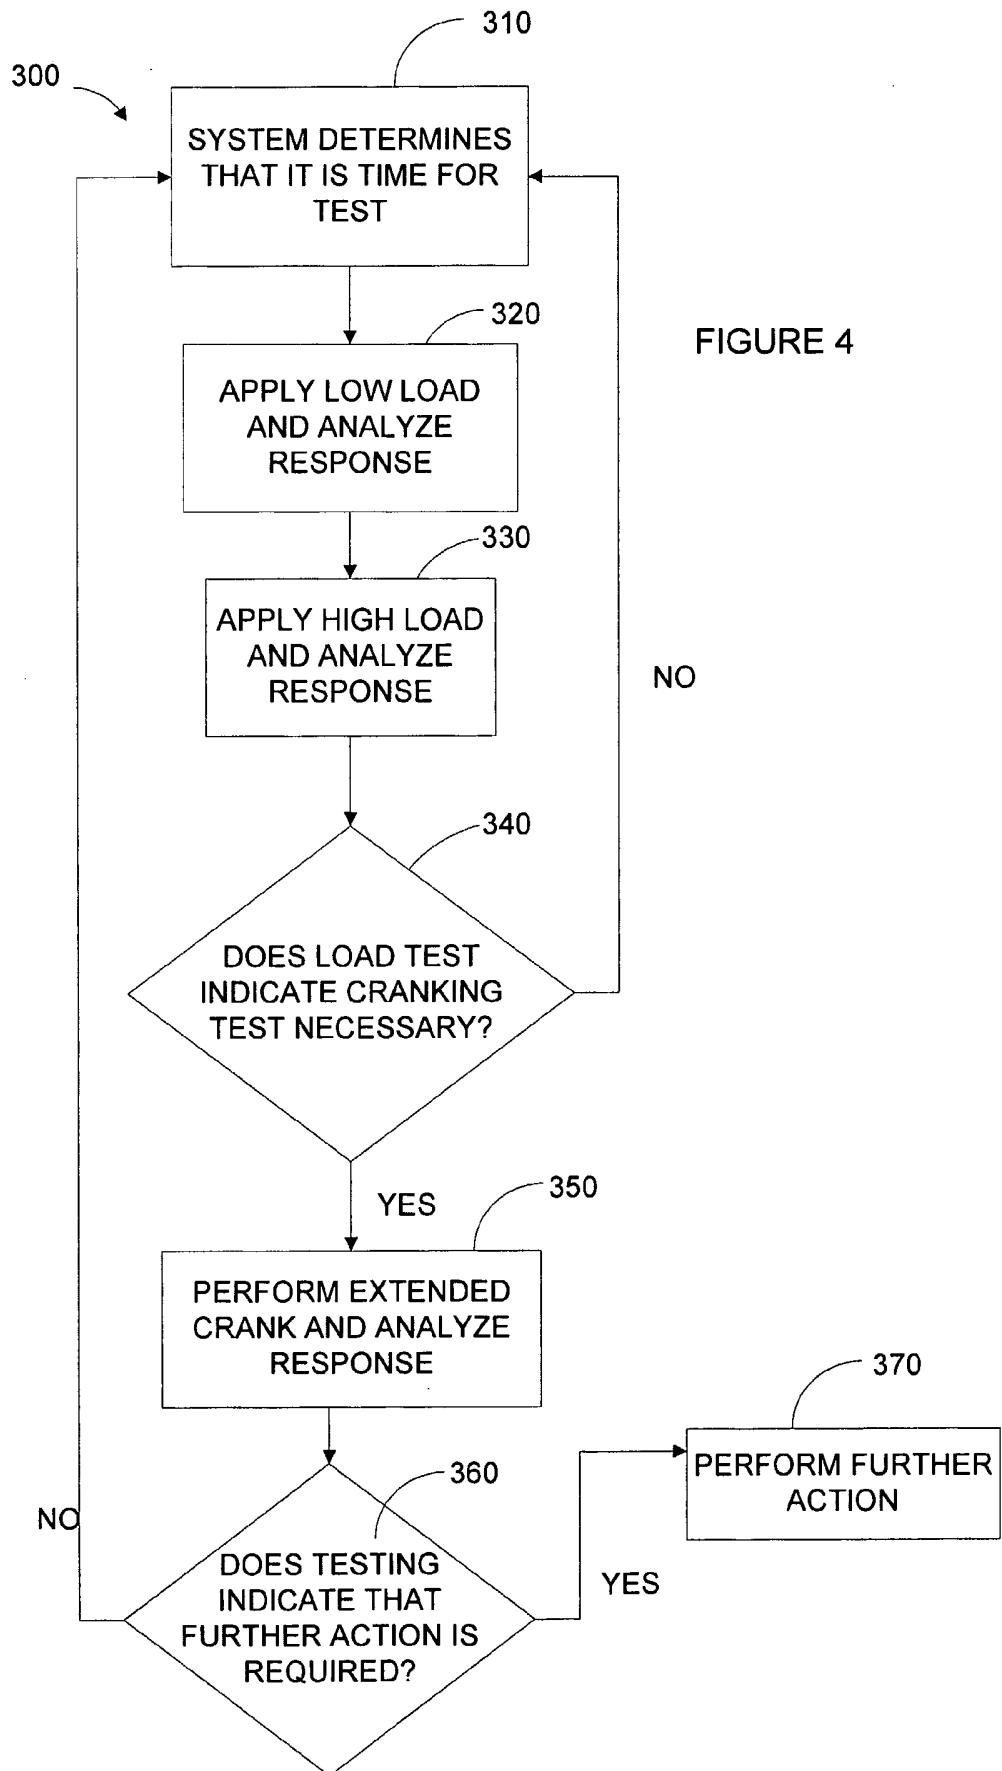 310
300
SYSTEM DETERMINES
THAT IT IS TIME FOR
TEST
320
FIGURE 4
APPLY LOW LOAD
AND ANALYZE
RESPONSE
330
APPLY HIGH LOAD
AND ANALYZE
RESPONSE
NO
340
DOES LOAD TEST
INDICATE CRANKING
TEST NECESSARY?
YES
350
PERFORM EXTENDED
CRANK AND ANALYZE
RESPONSE
370
PERFORM FURTHER
ACTION
360
NO
DOES TESTING
INDICATE THAT
FURTHER ACTION IS
REQUIRED?
YES